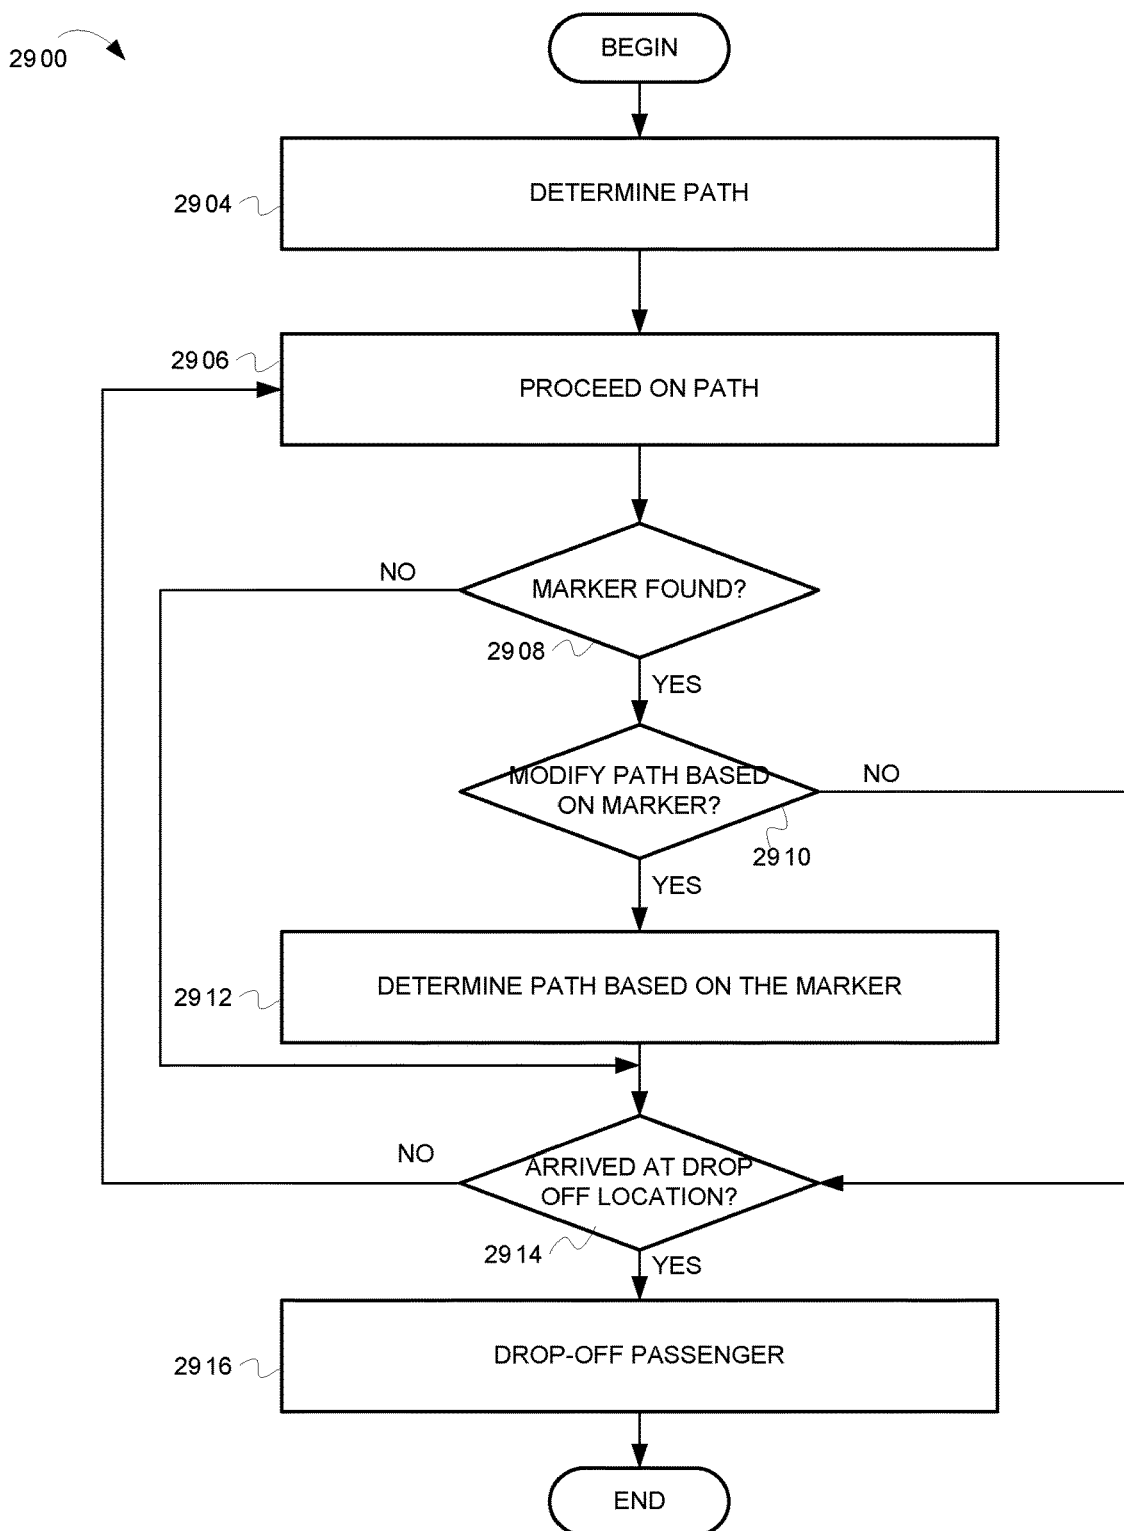 2900
BEGIN
DETERMINE PATH
2904
2906
PROCEED ON PATH
NO
MARKER FOUND?
2908
YES
MODIFY PATH BASED
ON MARKER?
NO
2910
YES
DETERMINE PATH BASED ON THE MARKER
2912
NO
ARRIVED AT DROP
OFF LOCATION?
2914
YES
DROP-OFF PASSENGER
2916
END